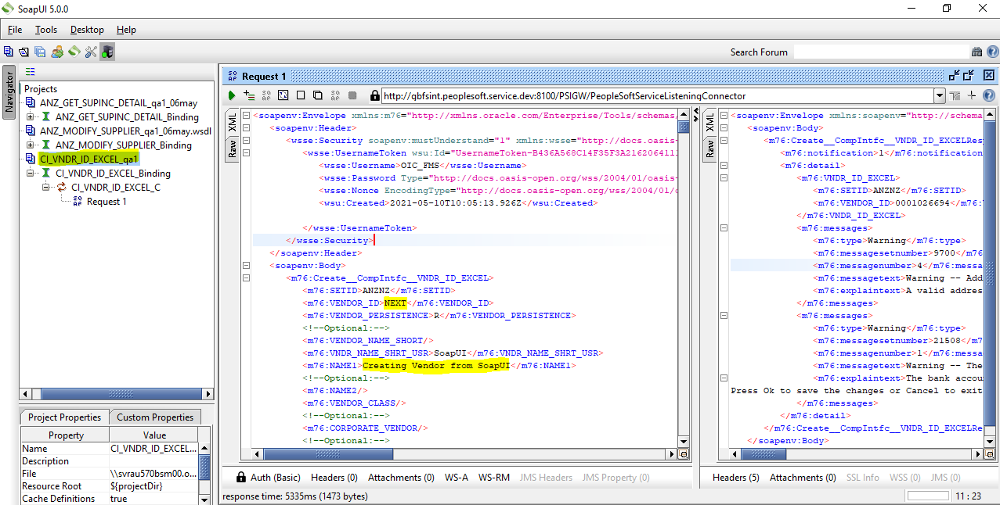 SoapUI 5.0.0
File Tools Desktop Help
Search Forum
Navigator
Projects
ANZ_GET_SUPINC_DETAIL_qa1_06may
ANZ_GET_SUPINC_DETAIL_Binding
ANZ_MODIFY_SUPPLIER_qa1_06may.wsdl
ANZ_MODIFY_SUPPLIER_Binding
CI_VNDR_ID_EXCEL_qa1
CI_VNDR_ID_EXCEL_Binding
CI_VNDR_ID_EXCEL_C
Request 1
Project Properties Custom Properties
Property Value
Name CI_VNDR_ID_EXCEL...
Description
File \\svrau570bsm00.o...
Resource Root ${projectDir}
Cache Definitions true
Request 1
http://qbfsint.peoplesoft.service.dev:8100/PSIGW/PeopleSoftServiceListeningConnector
XML
Raw
<soapenv:Envelope xmlns:m76="http://xmlns.oracle.com/Enterprise/Tools/schemas/
<soapenv:Header>
<wsse:Security soapenv:mustUnderstand="1" xmlns:wsse="http://docs.oasis-
<wsse:UsernameToken wsu:Id="UsernameToken-B436A568C14F35F3A2162064111
<wsse:Username>OIC_FMS</wsse:Username>
<wsse:Password Type="http://docs.oasis-open.org/wss/2004/01/oasis-
<wsse:Nonce EncodingType="http://docs.oasis-open.org/wss/2004/01/o
<wsu:Created>2021-05-10T10:05:13.926Z</wsu:Created>
</wsse:UsernameToken>
</wsse:Security>
</soapenv:Header>
<soapenv:Body>
<m76:Create__CompIntfc__VNDR_ID_EXCEL>
<m76:SETID>ANZNZ</m76:SETID>
<m76:VENDOR_ID>NEXT</m76:VENDOR_ID>
<m76:VENDOR_PERSISTENCE>R</m76:VENDOR_PERSISTENCE>
<!--Optional:-->
<m76:VENDOR_NAME_SHORT/>
<m76:VNDR_NAME_SHRT_USR>SoapUI</m76:VNDR_NAME_SHRT_USR>
<m76:NAME1>Creating Vendor from SoapUI</m76:NAME1>
<!--Optional:-->
<m76:NAME2/>
<m76:VENDOR_CLASS/>
<!--Optional:-->
<m76:CORPORATE_VENDOR/>
<!--Optional:-->
Auth (Basic) Headers (0) Attachments (0) WS-A WS-RM JMS Headers JMS Property (0)
XML
Raw
<soapenv:Envelope xmlns:soapenv="http://schema
<soapenv:Body>
<m76:Create__CompIntfc__VNDR_ID_EXCELResp
<m76:notification>1</m76:notification
<m76:detail>
<m76:VNDR_ID_EXCEL>
<m76:SETID>ANZNZ</m76:SETID>
<m76:VENDOR_ID>0001026694</m76:V
</m76:VNDR_ID_EXCEL>
<m76:messages>
<m76:type>Warning</m76:type>
<m76:messagesetnumber>9700</m76
<m76:messagenumber>4</m76:messa
<m76:messagetext>Warning -- Add
<m76:explaintext>A valid addres
</m76:messages>
<m76:messages>
<m76:type>Warning</m76:type>
<m76:messagesetnumber>21508</m7
<m76:messagenumber>1</m76:messa
<m76:messagetext>Warning -- The
<m76:explaintext>The bank accou
Press Ok to save the changes or Cancel to exit
</m76:messages>
</m76:detail>
</m76:Create__CompIntfc__VNDR_ID_EXCELRe
</soapenv:Body>
Headers (5) Attachments (0) SSL Info WSS (0) JMS (0)
response time: 5335ms (1473 bytes)
11 : 23